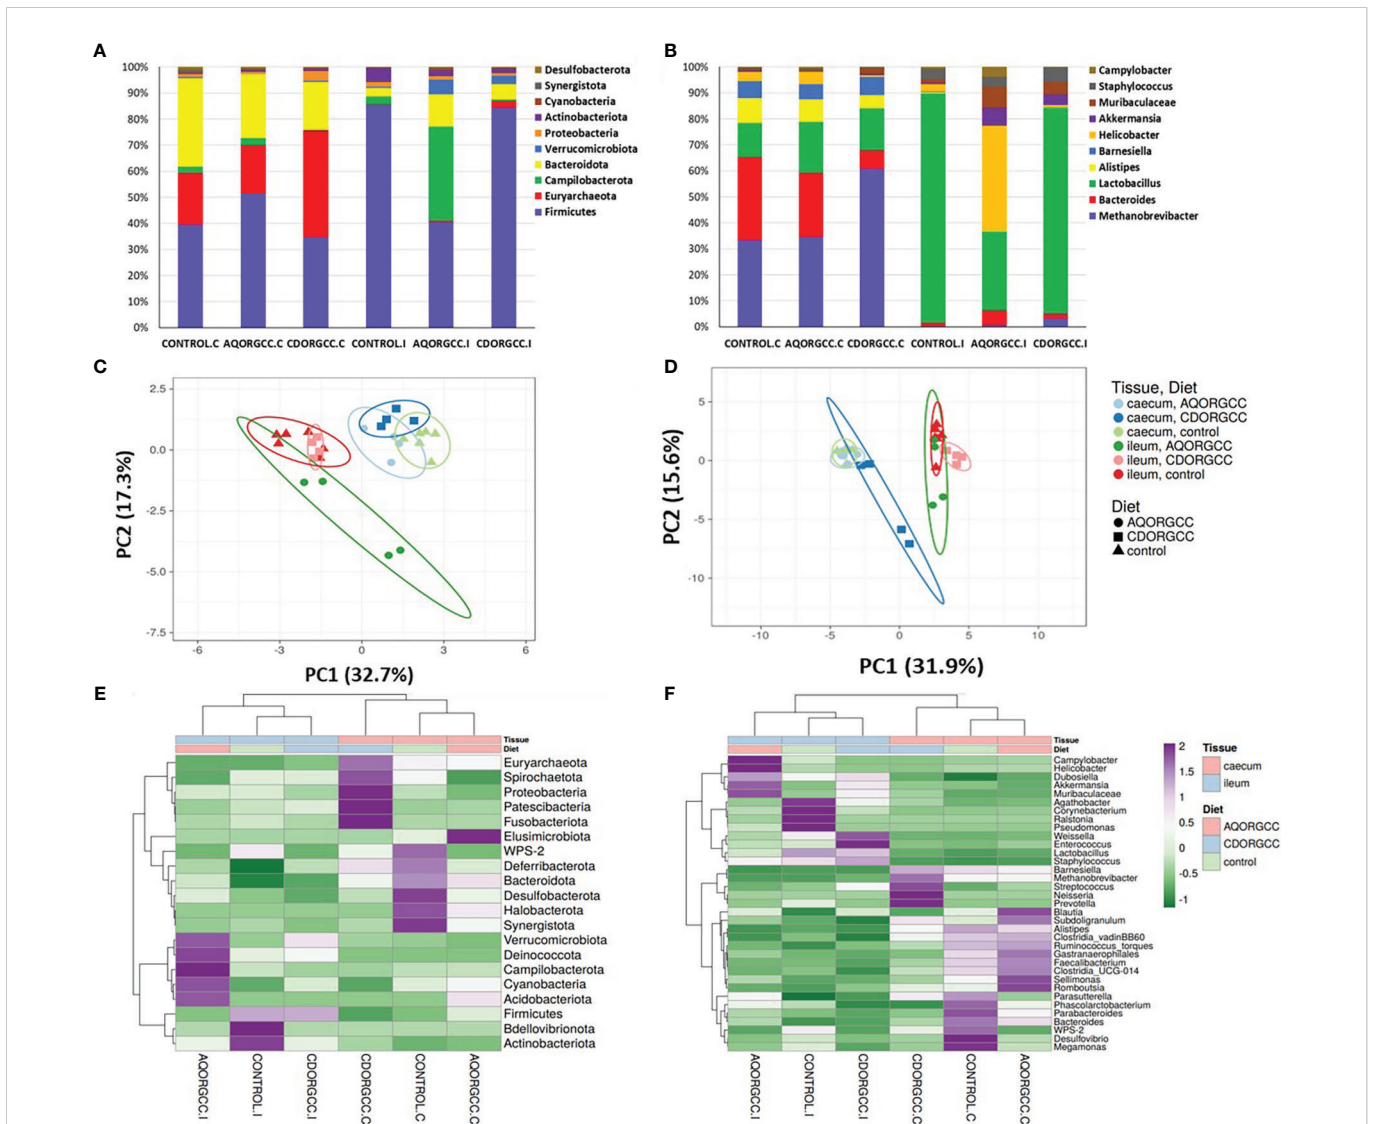 A
100%
90%
80%
70%
60%
50%
40%
30%
20%
10%
0%
CONTROL.C AQORGCC.C CDORGCC.C CONTROL.I AQORGCC.I CDORGCC.I
Desulfobacterota
Synergistota
Cyanobacteria
Actinobacteriota
Proteobacteria
Verrucomicrobiota
Bacteroidota
Campilobacterota
Euryarchaeota
Firmicutes
B
100%
90%
80%
70%
60%
50%
40%
30%
20%
10%
0%
CONTROL.C AQORGCC.C CDORGCC.C CONTROL.I AQORGCC.I CDORGCC.I
Campylobacter
Staphylococcus
Muribaculaceae
Akkermansia
Helicobacter
Barnesiella
Alistipes
Lactobacillus
Bacteroides
Methanobrevibacter
C
PC2 (17.3%)
2.5
0.0
-2.5
-5.0
-7.5
-6 -3 0 3 6
PC1 (32.7%)
D
PC2 (15.6%)
5
0
-5
-10
-10 -5 0 5 10
PC1 (31.9%)
Tissue, Diet
caecum, AQORGCC
caecum, CDORGCC
caecum, control
ileum, AQORGCC
ileum, CDORGCC
ileum, control
Diet
AQORGCC
CDORGCC
control
E
Tissue
Diet
Euryarchaeota
Spirochaetota
Proteobacteria
Patescibacteria
Fusobacteriota
Elusimicrobiota
WPS-2
Deferribacterota
Bacteroidota
Desulfobacterota
Halobacterota
Synergistota
Verrucomicrobiota
Deinococcota
Campilobacterota
Cyanobacteria
Acidobacteriota
Firmicutes
Bdellovibrionota
Actinobacteriota
AQORGCC.I
CONTROL.I
CDORGCC.I
CDORGCC.C
CONTROL.C
AQORGCC.C
F
Tissue
Diet
Campylobacter
Helicobacter
Dubosiella
Akkermansia
Muribaculaceae
Agathobacter
Corynebacterium
Ralstonia
Pseudomonas
Weissella
Enterococcus
Lactobacillus
Staphylococcus
Barnesiella
Methanobrevibacter
Streptococcus
Neisseria
Prevotella
Blautia
Subdoligranulum
Alistipes
Clostridia_vadinBB60
Ruminococcus_torques
Gastranaerophilales
Faecalibacterium
Clostridia_UCG-014
Sellimonas
Romboutsia
Parasutterella
Phascolarctobacterium
Parabacteroides
Bacteroides
WPS-2
Desulfovibrio
Megamonas
AQORGCC.I
CONTROL.I
CDORGCC.I
CDORGCC.C
CONTROL.C
AQORGCC.C
2
1.5
1
0.5
0
-0.5
-1
Tissue
caecum
ileum
Diet
AQORGCC
CDORGCC
control